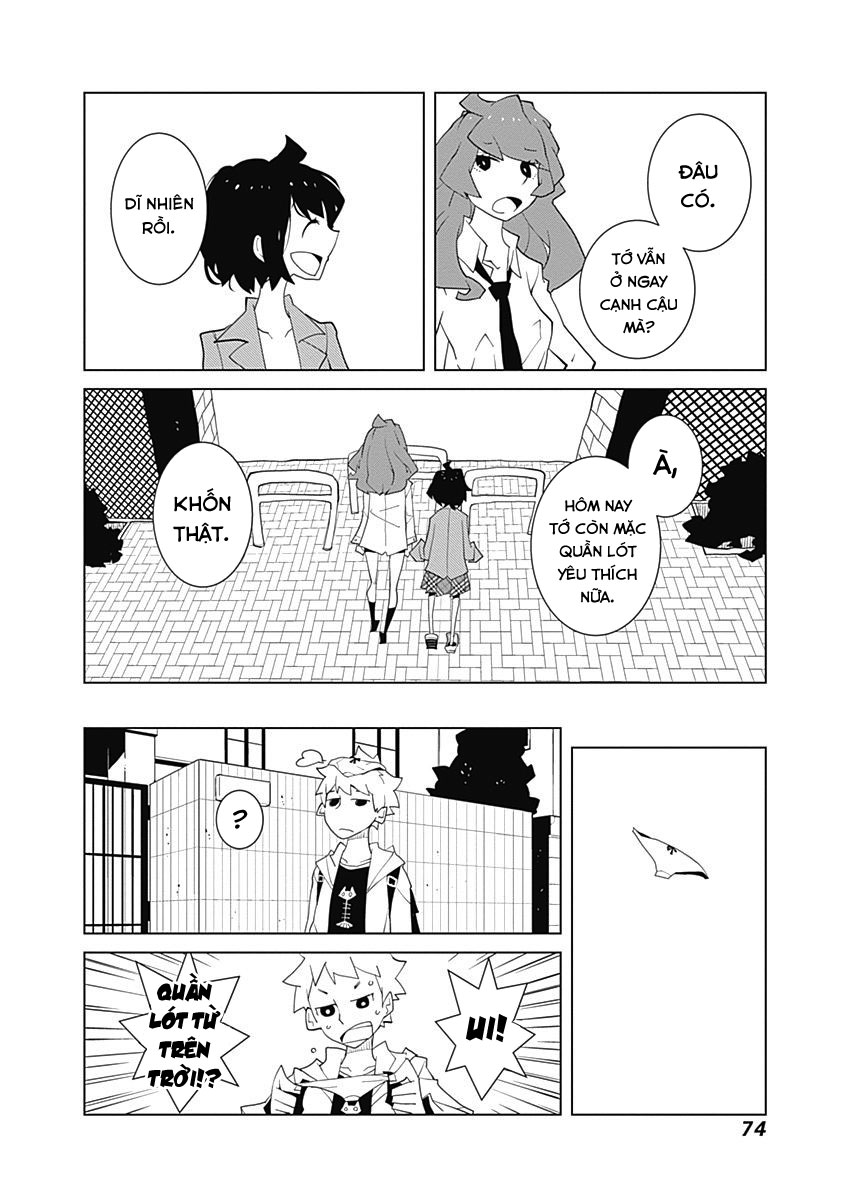 ĐÂU
CÓ.
TỚ VẪN
Ở NGAY
CẠNH CẬU
MÀ?
DĨ NHIÊN
RỒI.
À,
HÔM NAY
TỚ CÒN MẶC
QUẦN LÓT
YÊU THÍCH
NỮA.
KHỐN
THẬT.
?
UI!
QUẦN
LÓT TỪ
TRÊN
TRỜI!?
74